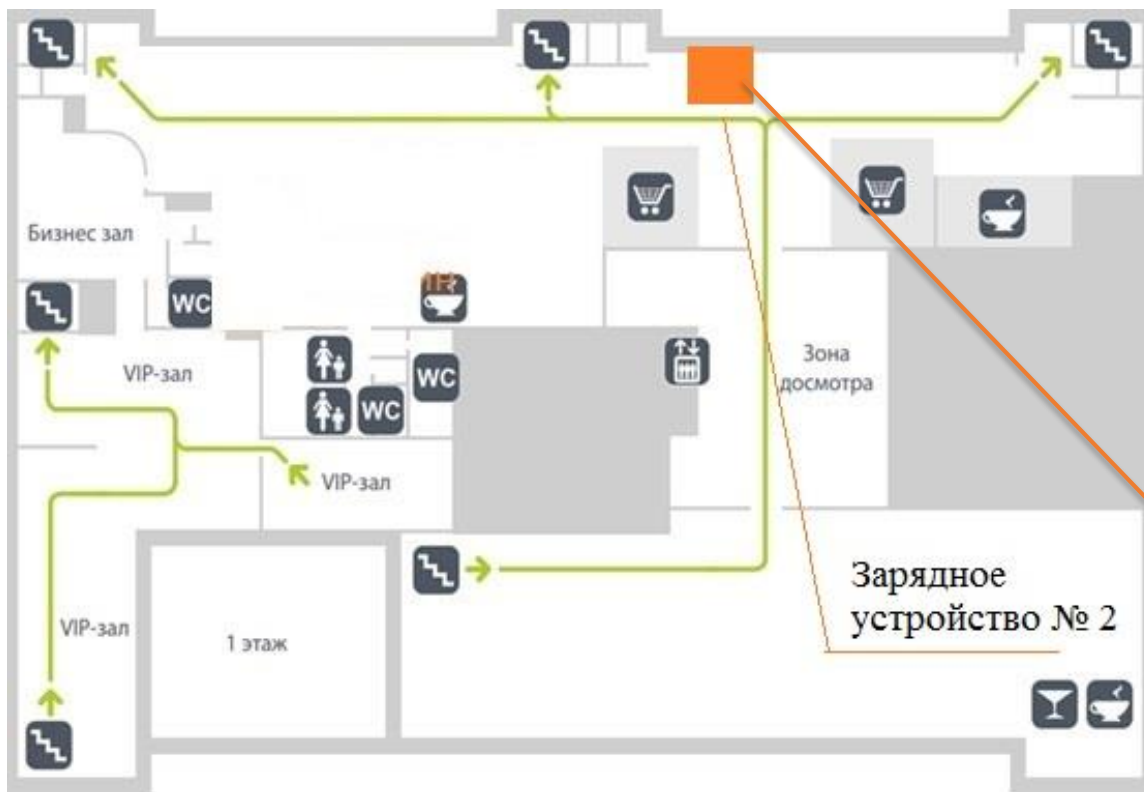 Бизнес зал
WC
VIP-зал
WC
WC
Зона
досмотра
VIP-зал
Зарядное
устройство № 2
VIP-зал
1 этаж